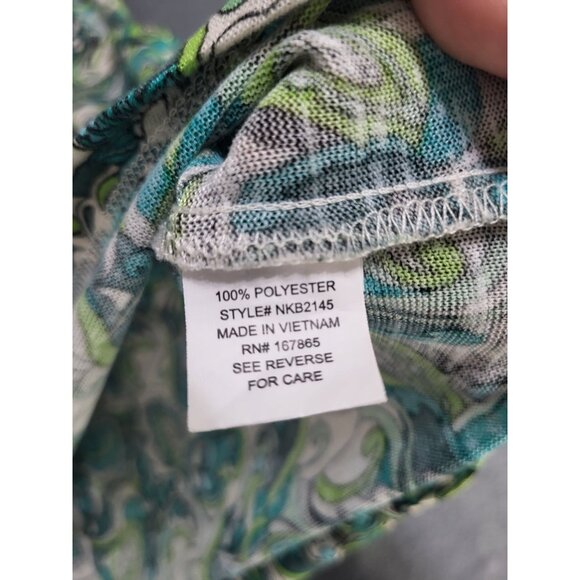 100% POLYESTER
STYLE# NKB2145
MADE IN VIETNAM
RN# 167865
SEE REVERSE
FOR CARE